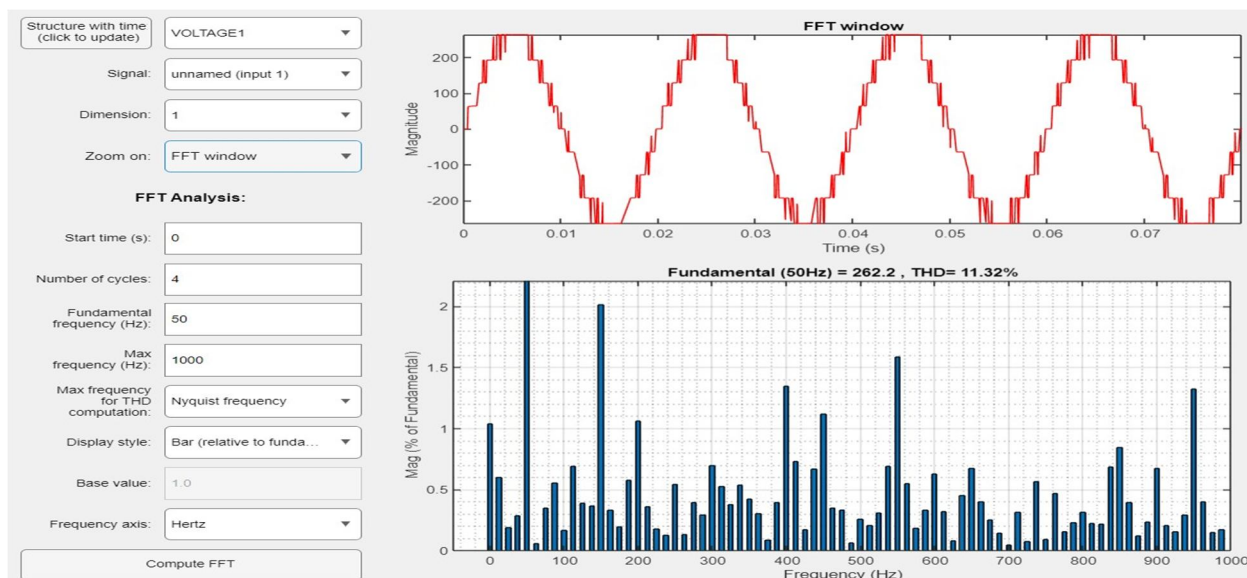 Structure with time
(click to update)
VOLTAGE1
Signal:
unnamed (input 1)
Dimension:
1
Zoom on:
FFT window
FFT Analysis:
Start time (s):
0
Number of cycles:
4
Fundamental
frequency (Hz):
50
Max
frequency (Hz):
1000
Max frequency
for THD
computation:
Nyquist frequency
Display style:
Bar (relative to funda...
Base value:
1.0
Frequency axis:
Hertz
Compute FFT
FFT window
200
100
0
-100
-200
Magnitude
0
0.01
0.02
0.03
0.04
0.05
0.06
0.07
Time (s)
Fundamental (50Hz) = 262.2 , THD= 11.32%
2
1.5
1
0.5
0
Mag (% of Fundamental)
0
100
200
300
400
500
600
700
800
900
1000
Frequency (Hz)